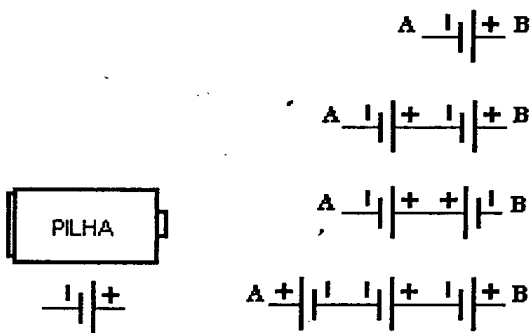 A I + B
A I + I + B
A I + + I B
PILHA
I +
A + I I + I + B